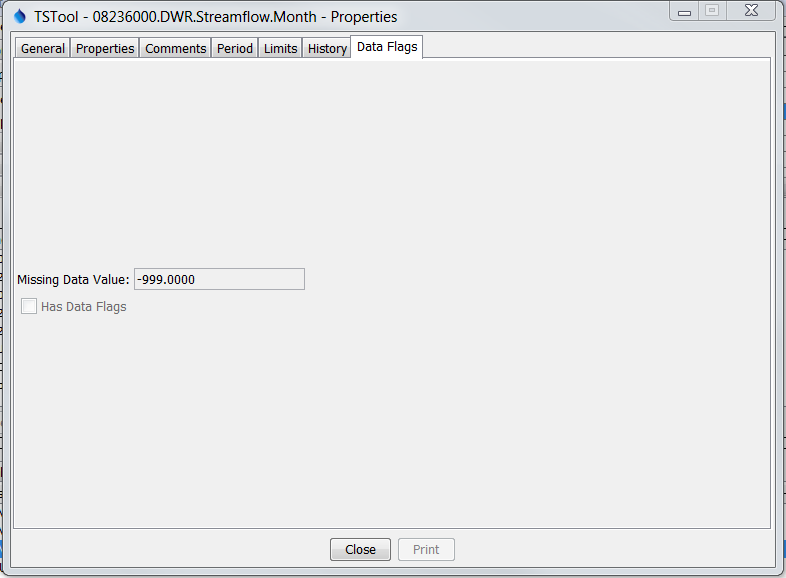 TSTool - 08236000.DWR.Streamflow.Month - Properties
General Properties Comments Period Limits History Data Flags
Missing Data Value: -999.0000
Has Data Flags
Close Print